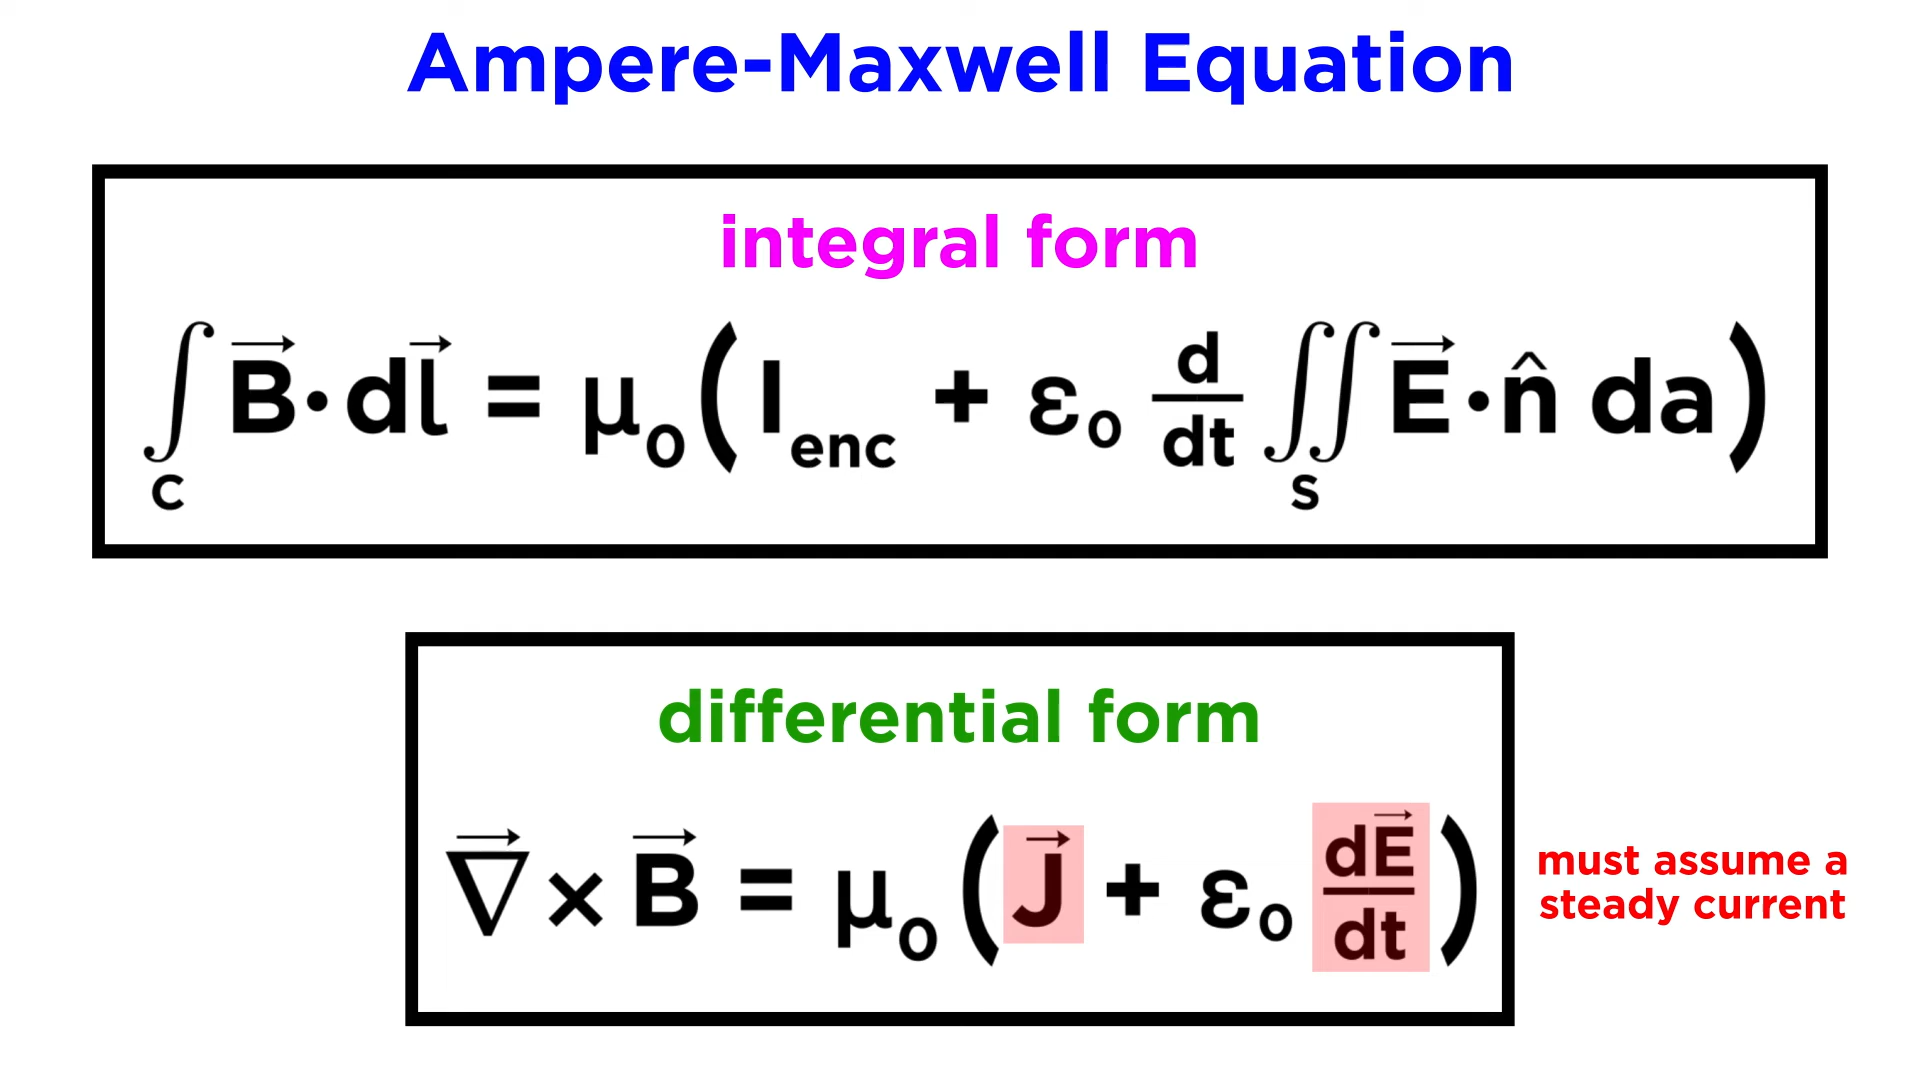 Ampere-Maxwell Equation
integral form
∫_C B⃗ · dl⃗ = μ₀(I_enc + ε₀ d/dt ∬_S E⃗ · n̂ da)
differential form
∇⃗ × B⃗ = μ₀(J⃗ + ε₀ dE⃗/dt)
must assume a
steady current